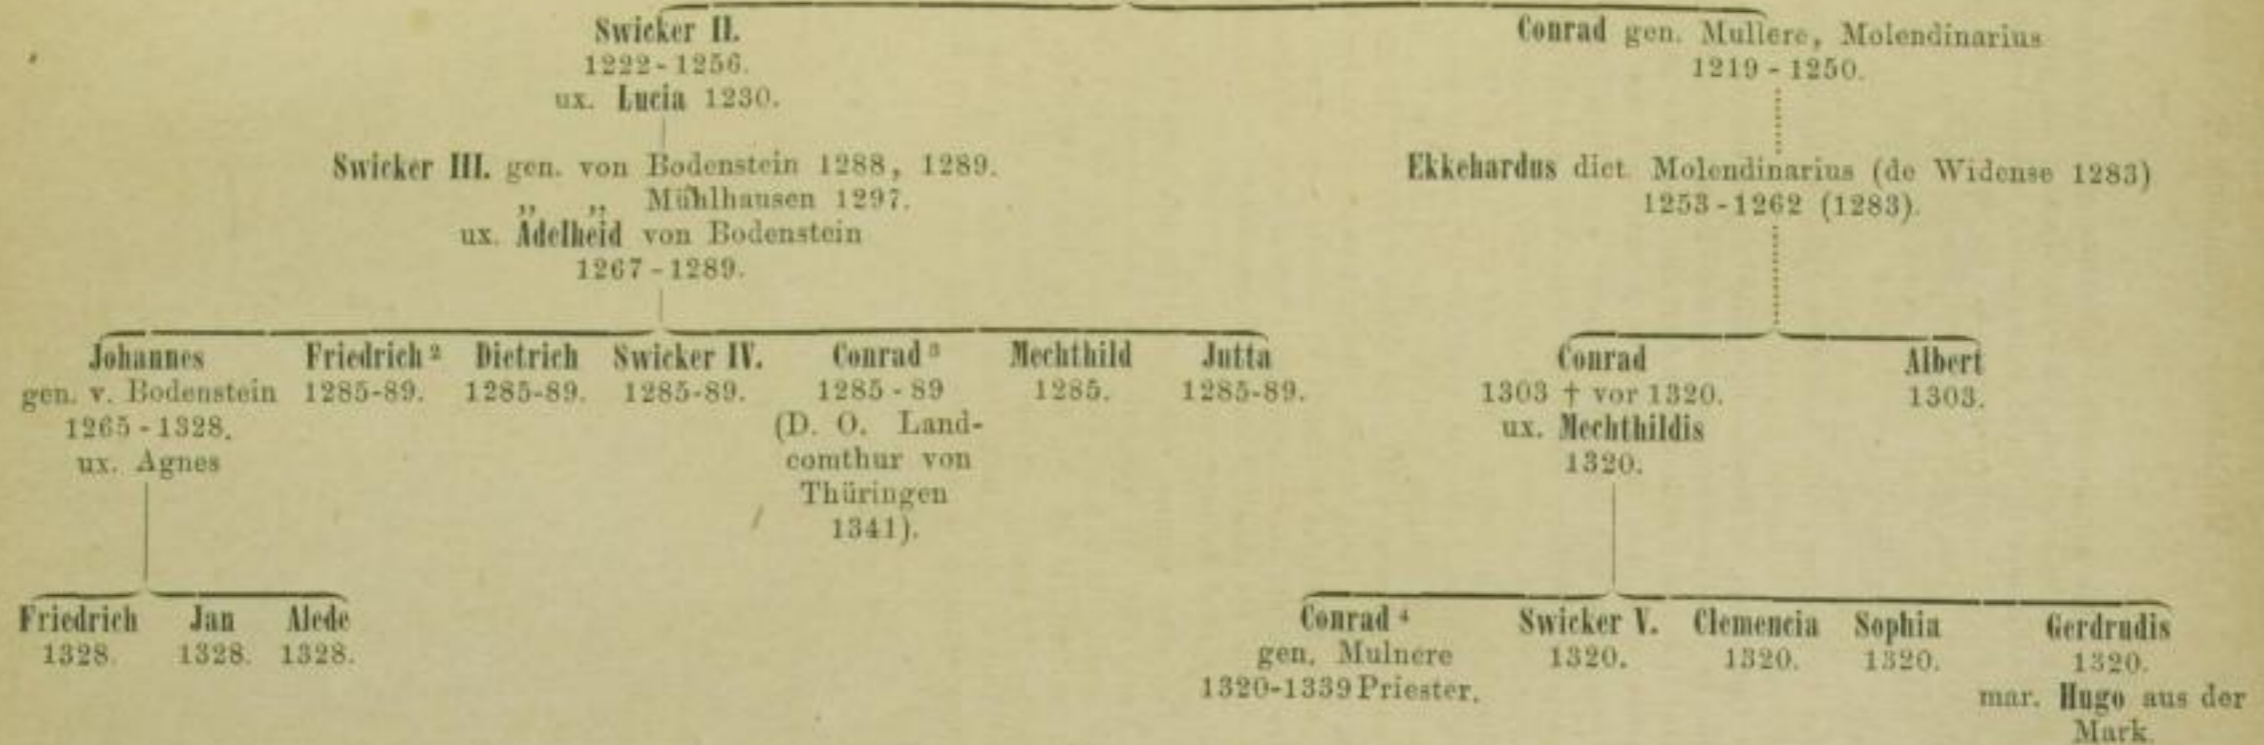 Swicker II.
1222-1256.
ux. Lucia 1230.
Conrad gen. Mullere, Molendinarius
1219-1250.
Swicker III. gen. von Bodenstein 1288, 1289.
„ „ Mühlhausen 1297.
ux. Adelheid von Bodenstein
1267-1289.
Ekkehardus dict. Molendinarius (de Widense 1283)
1253-1262 (1283).
Johannes
gen. v. Bodenstein
1265-1328.
ux. Agnes
Friedrich ²
1285-89.
Dietrich
1285-89.
Swicker IV.
1285-89.
Conrad ³
1285-89
(D. O. Land-
comthur von
Thüringen
1341).
Mechthild
1285.
Jutta
1285-89.
Conrad
1303 † vor 1320.
ux. Mechthildis
1320.
Albert
1303.
Friedrich
1328.
Jan
1328.
Alede
1328.
Conrad ⁴
gen. Mulnere
1320-1339 Priester.
Swicker V.
1320.
Clemencia
1320.
Sophia
1320.
Gerdrudis
1320.
mar. Hugo aus der
Mark.